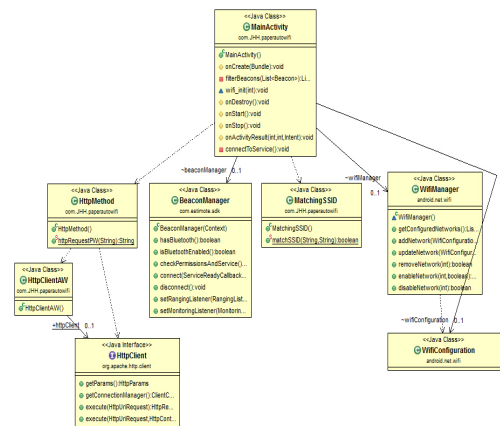 <<Java Class>>
MainActivity
com.JHH.paperautowifi
MainActivity()
onCreate(Bundle):void
filterBeacons(List<Beacon>):Li...
wifi_init(int):void
onDestroy():void
onStart():void
onStop():void
onActivityResult(int,int,Intent):void
connectToService():void
~beaconManager
0..1
~wifiManager
0..1
<<Java Class>>
HttpMethod
com.JHH.paperautowifi
HttpMethod()
httpRequestPW(String):String
<<Java Class>>
BeaconManager
com.estimote.sdk
BeaconManager(Context)
hasBluetooth():boolean
isBluetoothEnabled():boolean
checkPermissionsAndService()...
connect(ServiceReadyCallback...
disconnect():void
setRangingListener(RangingList...
setMonitoringListener(Monitorin...
<<Java Class>>
MatchingSSID
com.JHH.paperautowifi
MatchingSSID()
matchSSID(String,String):boolean
<<Java Class>>
WifiManager
android.net.wifi
WifiManager()
getConfiguredNetworks():Lis...
addNetwork(WifiConfiguratio...
updateNetwork(WifiConfigurati...
removeNetwork(int):boolean
enableNetwork(int,boolean):...
disableNetwork(int):boolean
<<Java Class>>
HttpClientAW
com.JHH.paperautowifi
HttpClientAW()
+httpClient
0..1
~wifiConfiguration
0..1
<<Java Interface>>
HttpClient
org.apache.http.client
getParams():HttpParams
getConnectionManager():ClientC...
execute(HttpUriRequest):HttpRe...
execute(HttpUriRequest,HttpCont...
<<Java Class>>
WifiConfiguration
android.net.wifi